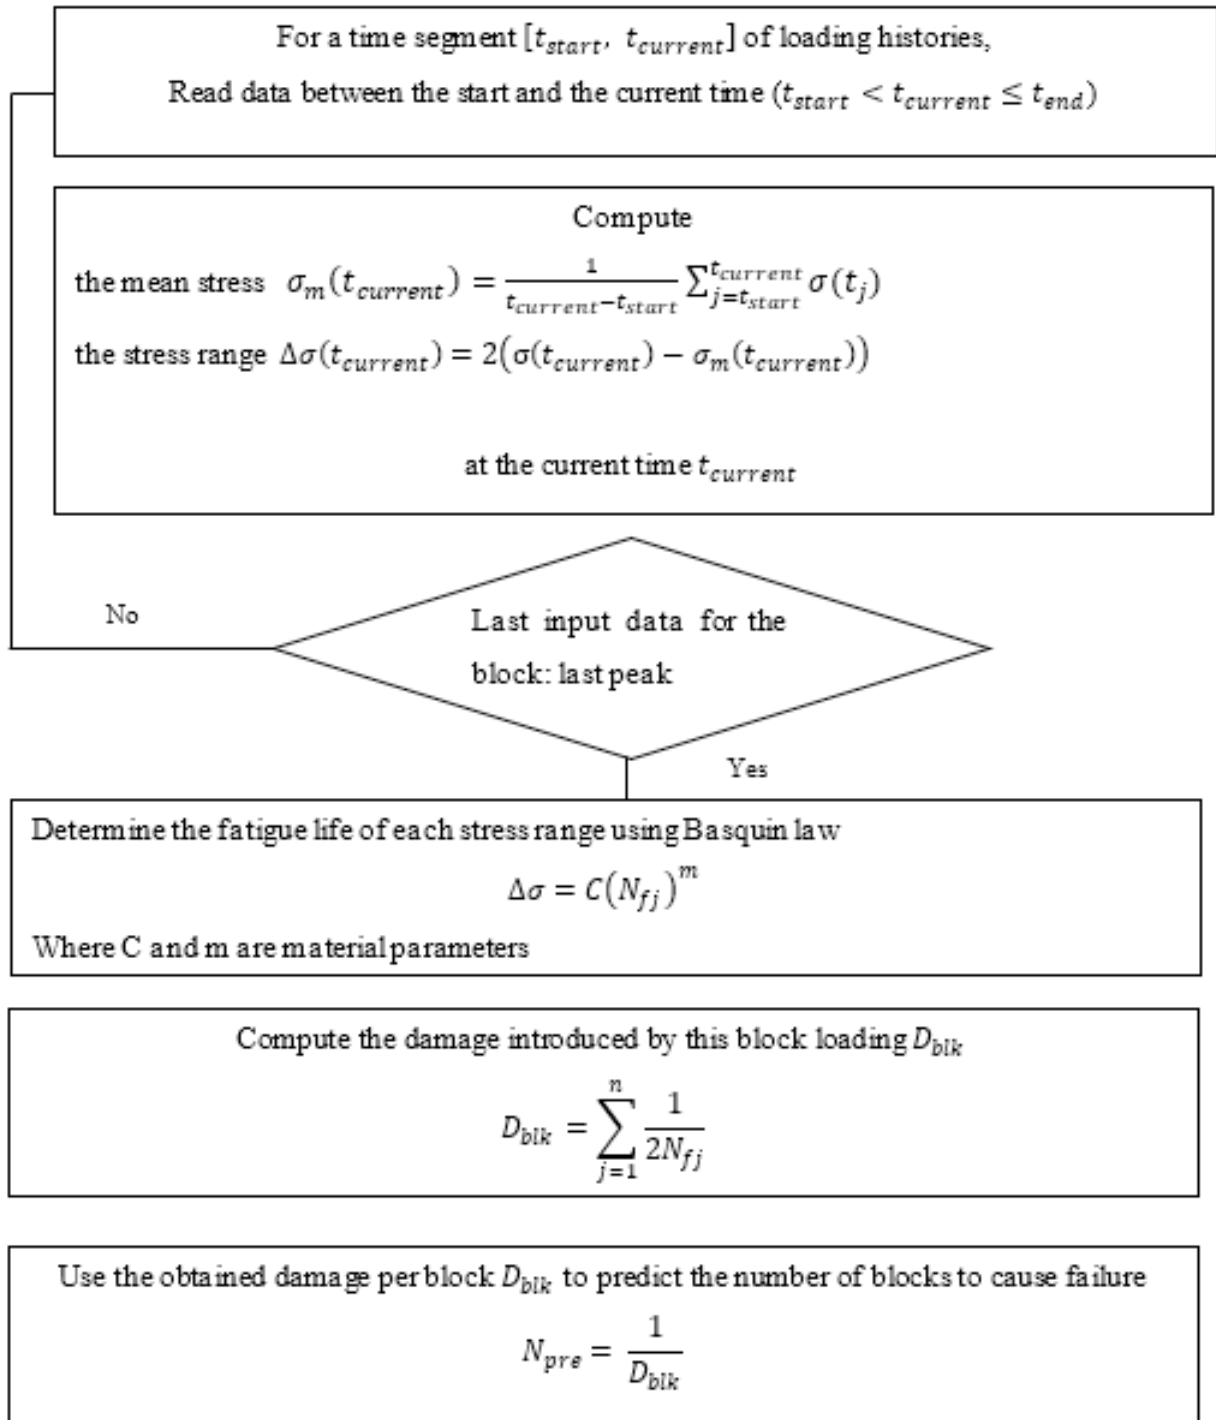 For a time segment [t_start, t_current] of loading histories,
Read data between the start and the current time (t_start < t_current ≤ t_end)
Compute
the mean stress σ_m(t_current) = 1/(t_current−t_start) ∑_{j=t_start}^{t_current} σ(t_j)
the stress range Δσ(t_current) = 2(σ(t_current) − σ_m(t_current))
at the current time t_current
No
Last input data for the
block: last peak
Yes
Determine the fatigue life of each stress range using Basquin law
Δσ = C(N_fj)^m
Where C and m are material parameters
Compute the damage introduced by this block loading D_blk
D_blk = ∑_{j=1}^{n} 1/(2N_fj)
Use the obtained damage per block D_blk to predict the number of blocks to cause failure
N_pre = 1/D_blk